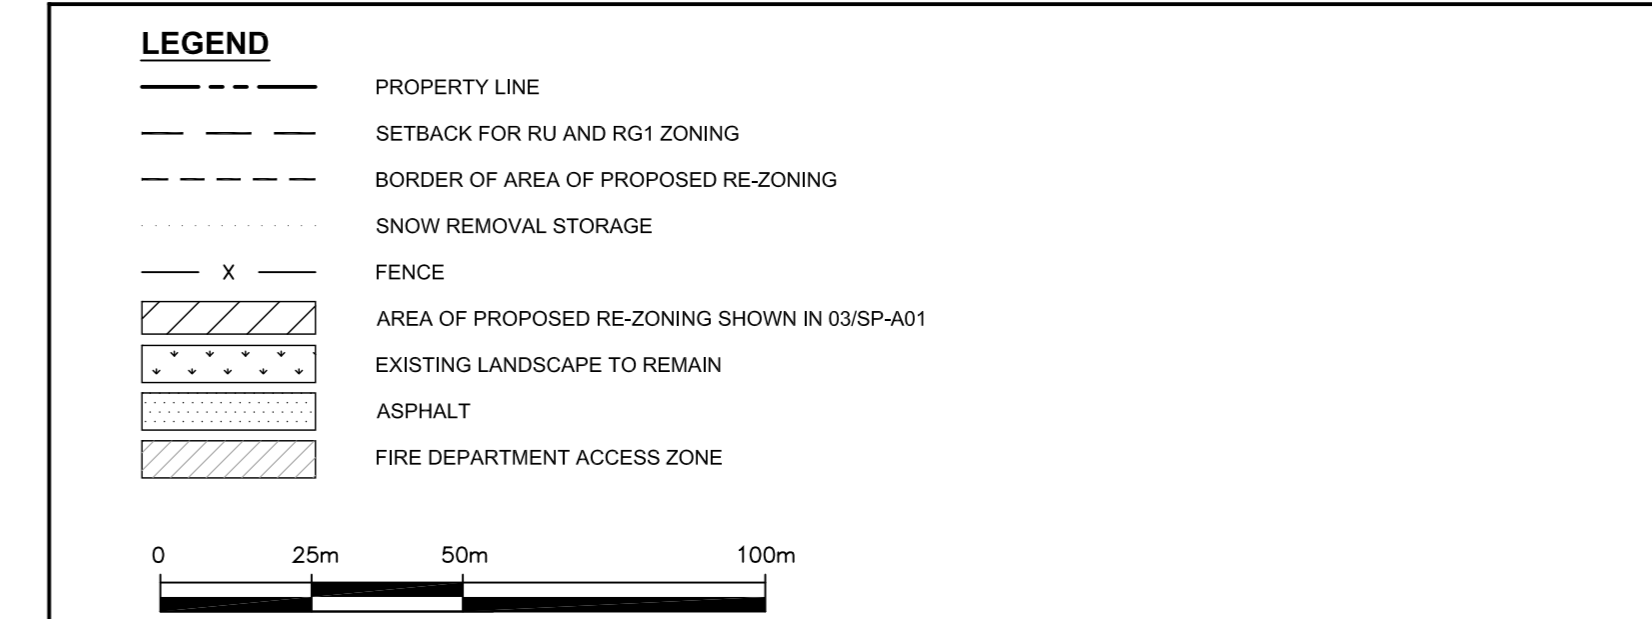 LEGEND
PROPERTY LINE
SETBACK FOR RU AND RG1 ZONING
BORDER OF AREA OF PROPOSED RE-ZONING
SNOW REMOVAL STORAGE
X FENCE
AREA OF PROPOSED RE-ZONING SHOWN IN 03/SP-A01
EXISTING LANDSCAPE TO REMAIN
ASPHALT
FIRE DEPARTMENT ACCESS ZONE
0 25m 50m 100m